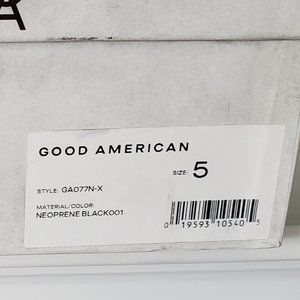 A
GOOD AMERICAN
SIZE: 5
STYLE: GA077N-X
MATERIAL/COLOR:
NEOPRENE BLACK001
0 19593 10540 5